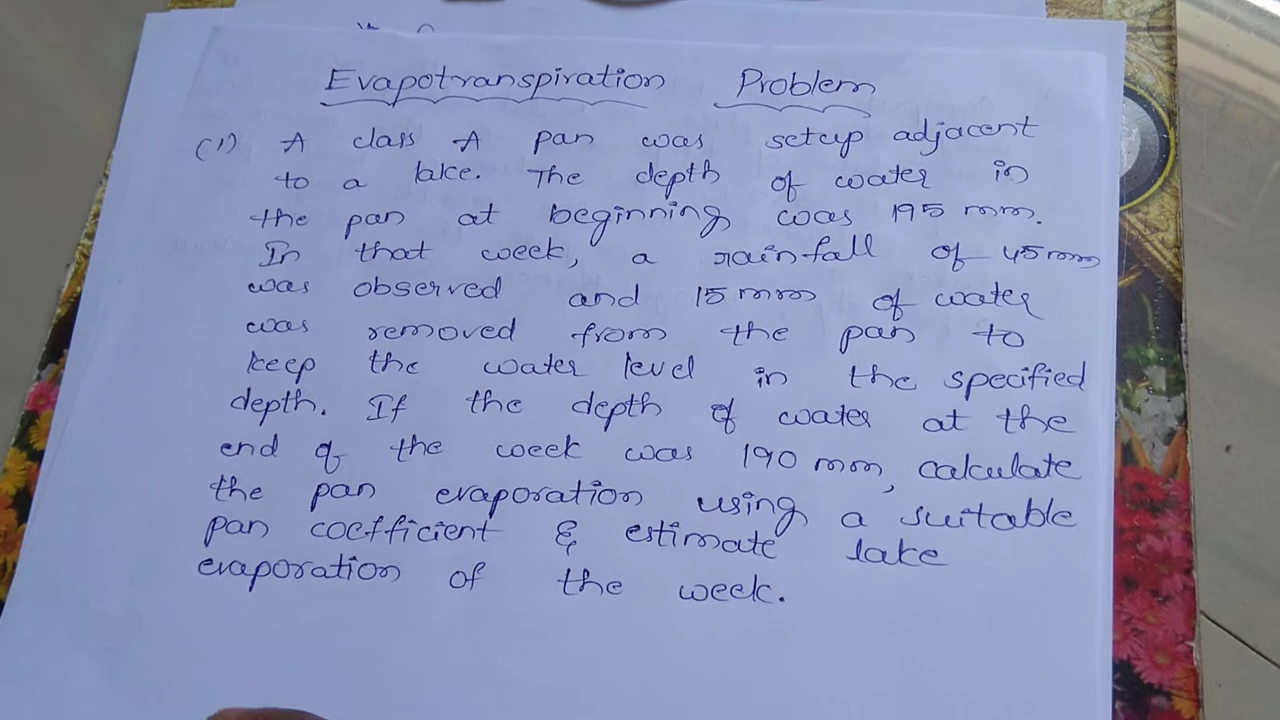 Evapotranspiration Problem
(1) A class A pan was setup adjacent
to a lake. The depth of water in
the pan at beginning was 195 mm.
In that week, a rainfall of 45 mm
was observed and 15 mm of water
was removed from the pan to
keep the water level in the specified
depth. If the depth of water at the
end of the week was 190 mm, calculate
the pan evaporation using a suitable
pan coefficient & estimate lake
evaporation of the week.